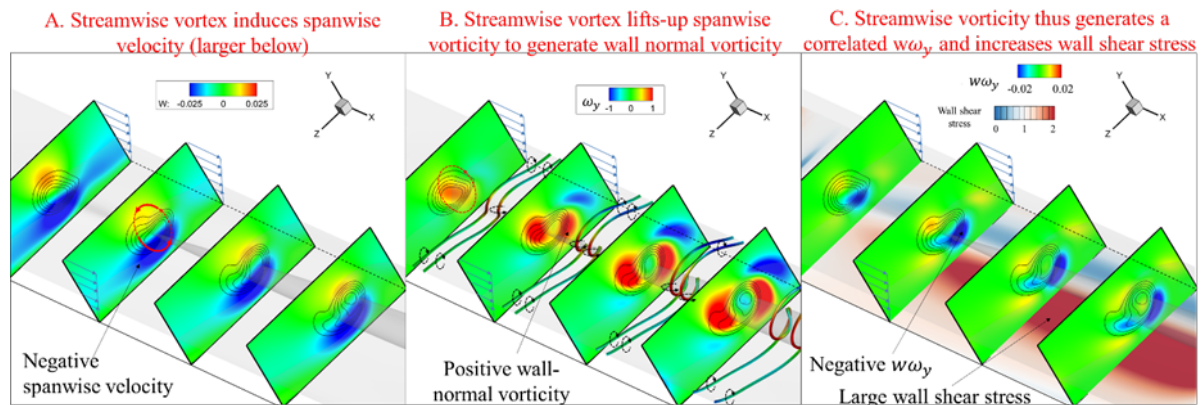 A. Streamwise vortex induces spanwise
velocity (larger below)
B. Streamwise vortex lifts-up spanwise
vorticity to generate wall normal vorticity
C. Streamwise vorticity thus generates a
correlated wω_y and increases wall shear stress
W:
-0.025 0 0.025
Y
X
Z
Negative
spanwise velocity
ω_y
-1 0 1
Y
X
Z
Positive wall-
normal vorticity
wω_y
-0.02 0.02
Wall shear
stress
0 1 2
Y
X
Z
Negative wω_y
Large wall shear stress